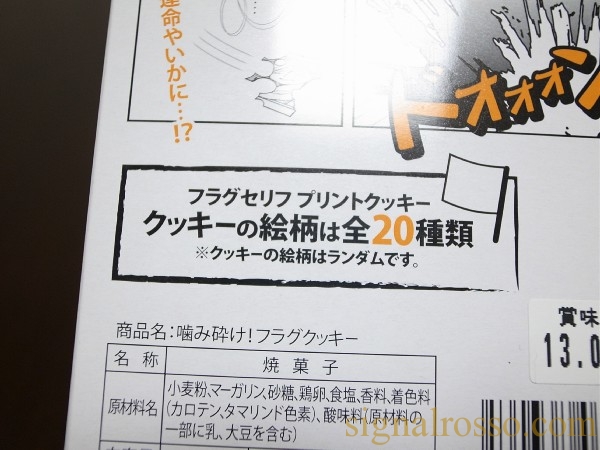 運命やいかに…!?
ドオオオン
フラグセリフ プリントクッキー
クッキーの絵柄は全20種類
※クッキーの絵柄はランダムです。
商品名:噛み砕け!フラグクッキー
賞味
13.0
名 称 焼 菓 子
原材料名 小麦粉、マーガリン、砂糖、鶏卵、食塩、香料、着色料
(カロテン、タマリンド色素)、酸味料(原材料の
一部に乳、大豆を含む)
signalrosso.com